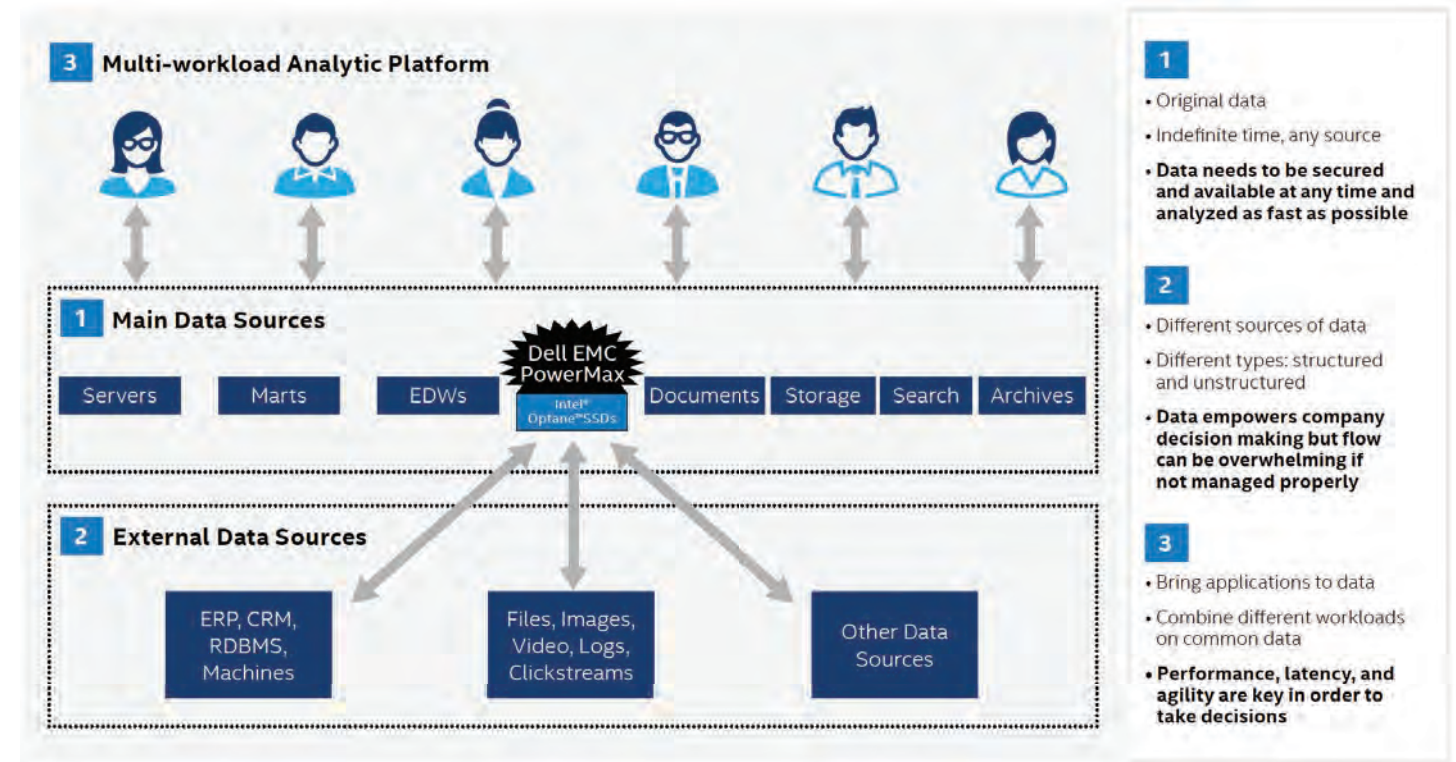 3 Multi-workload Analytic Platform
1 Main Data Sources
Servers
Marts
EDWs
Dell EMC
PowerMax
Intel®
Optane™SSDs
Documents
Storage
Search
Archives
2 External Data Sources
ERP, CRM,
RDBMS,
Machines
Files, Images,
Video, Logs,
Clickstreams
Other Data
Sources
1
• Original data
• Indefinite time, any source
• Data needs to be secured
and available at any time and
analyzed as fast as possible
2
• Different sources of data
• Different types: structured
and unstructured
• Data empowers company
decision making but flow
can be overwhelming if
not managed properly
3
• Bring applications to data
• Combine different workloads
on common data
• Performance, latency, and
agility are key in order to
take decisions